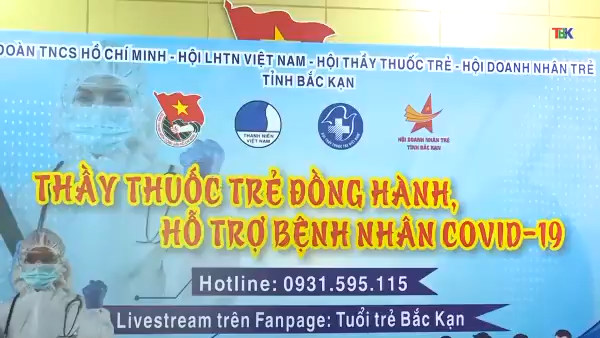 TBK
ĐOÀN TNCS HỒ CHÍ MINH - HỘI LHTN VIỆT NAM - HỘI THẦY THUỐC TRẺ - HỘI DOANH NHÂN TRẺ
TỈNH BẮC KẠN
THANH NIÊN
VIỆT NAM
HỘI DOANH NHÂN TRẺ
TỈNH BẮC KẠN
THẦY THUỐC TRẺ ĐỒNG HÀNH,
HỖ TRỢ BỆNH NHÂN COVID-19
Hotline: 0931.595.115
Livestream trên Fanpage: Tuổi trẻ Bắc Kạn